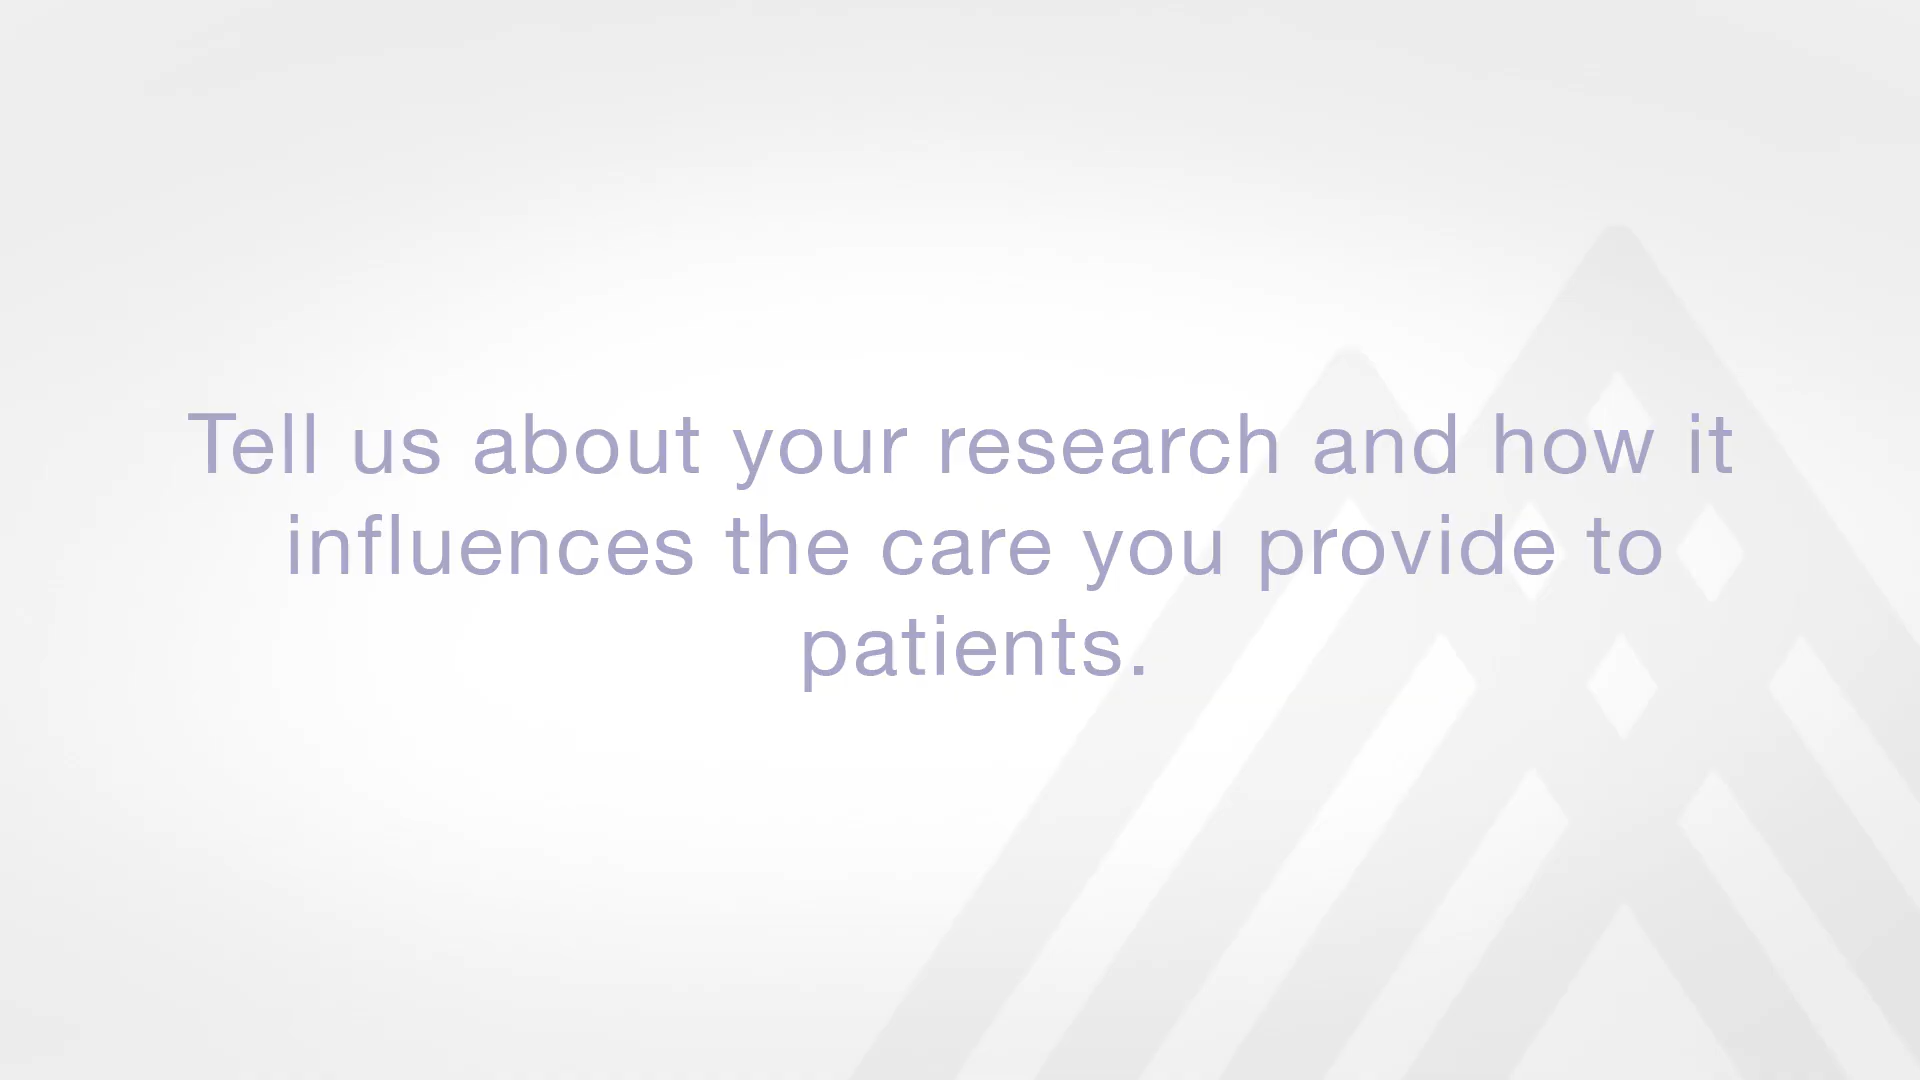 Tell us about your research and how it
influences the care you provide to
patients.